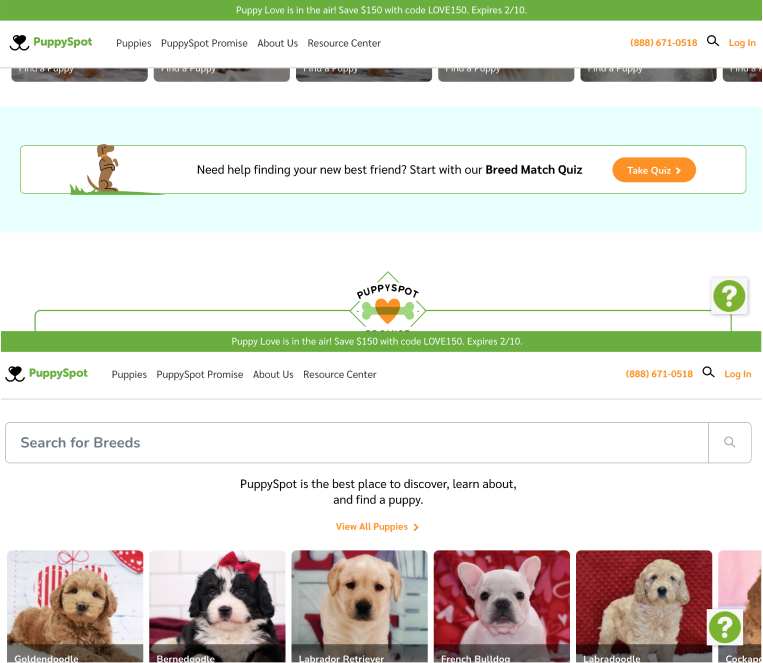 Puppy Love is in the air! Save $150 with code LOVE150. Expires 2/10.
PuppySpot
Puppies PuppySpot Promise About Us Resource Center
(888) 671-0518 Log In
Find a Puppy Find a Puppy Find a Puppy Find a Puppy Find a Puppy
Need help finding your new best friend? Start with our Breed Match Quiz
Take Quiz
PUPPYSPOT
?
Puppy Love is in the air! Save $150 with code LOVE150. Expires 2/10.
PuppySpot
Puppies PuppySpot Promise About Us Resource Center
(888) 671-0518 Log In
Search for Breeds
PuppySpot is the best place to discover, learn about,
and find a puppy.
View All Puppies
?
Goldendoodle Bernedoodle Labrador Retriever French Bulldog Labradoodle